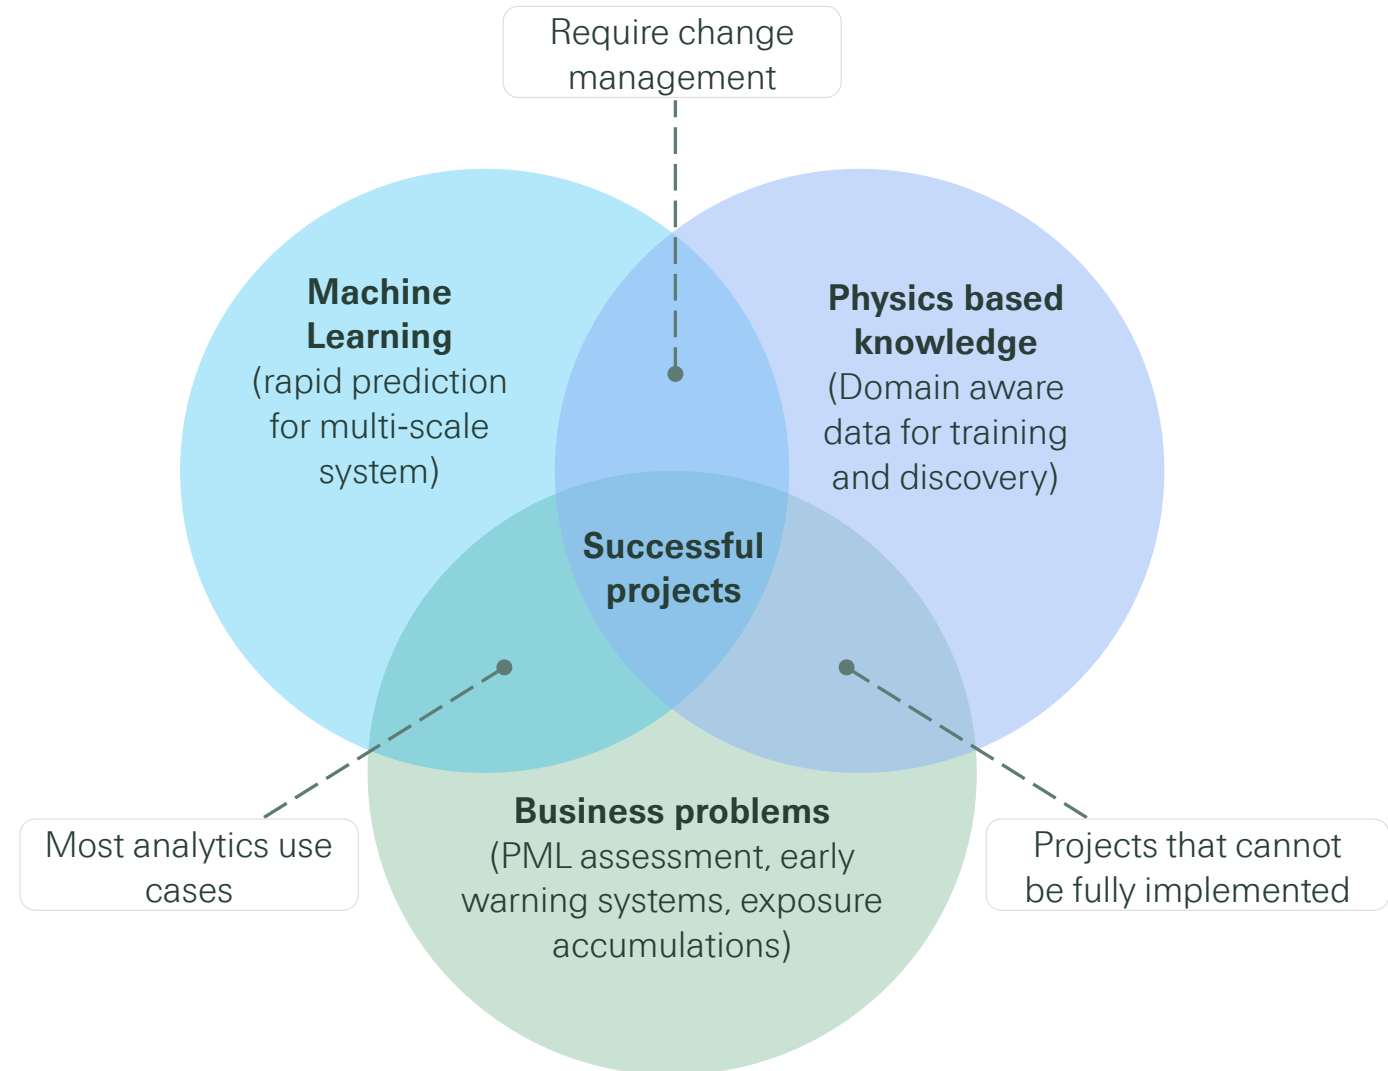 Require change
management
Machine
Learning
(rapid prediction
for multi-scale
system)
Physics based
knowledge
(Domain aware
data for training
and discovery)
Successful
projects
Most analytics use
cases
Business problems
(PML assessment, early
warning systems, exposure
accumulations)
Projects that cannot
be fully implemented